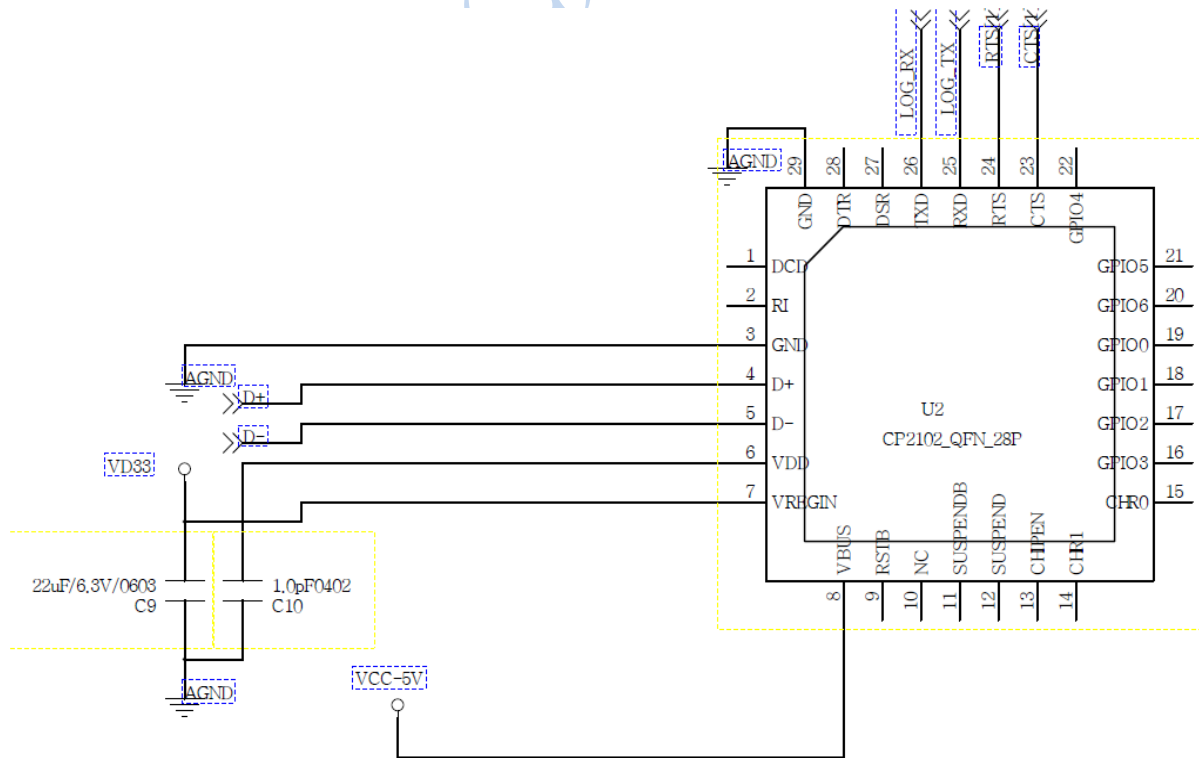 LOG_RX
LOG_TX
RTS
CTS
AGND
29
28
27
26
25
24
23
22
GND
DTR
DSR
TXD
RXD
RTS
CTS
GPIO4
1 DCD
2 RI
3 GND
4 D+
5 D-
6 VDD
7 VREGIN
GPIO5 21
GPIO6 20
GPIO0 19
GPIO1 18
GPIO2 17
GPIO3 16
CHR0 15
U2
CP2102_QFN_28P
AGND
D+
D-
VD33
VBUS
RSTB
NC
SUSPENDB
SUSPEND
CHIPEN
CHR1
8
9
10
11
12
13
14
22uF/6.3V/0603
C9
1.0pF0402
C10
AGND
VCC-5V